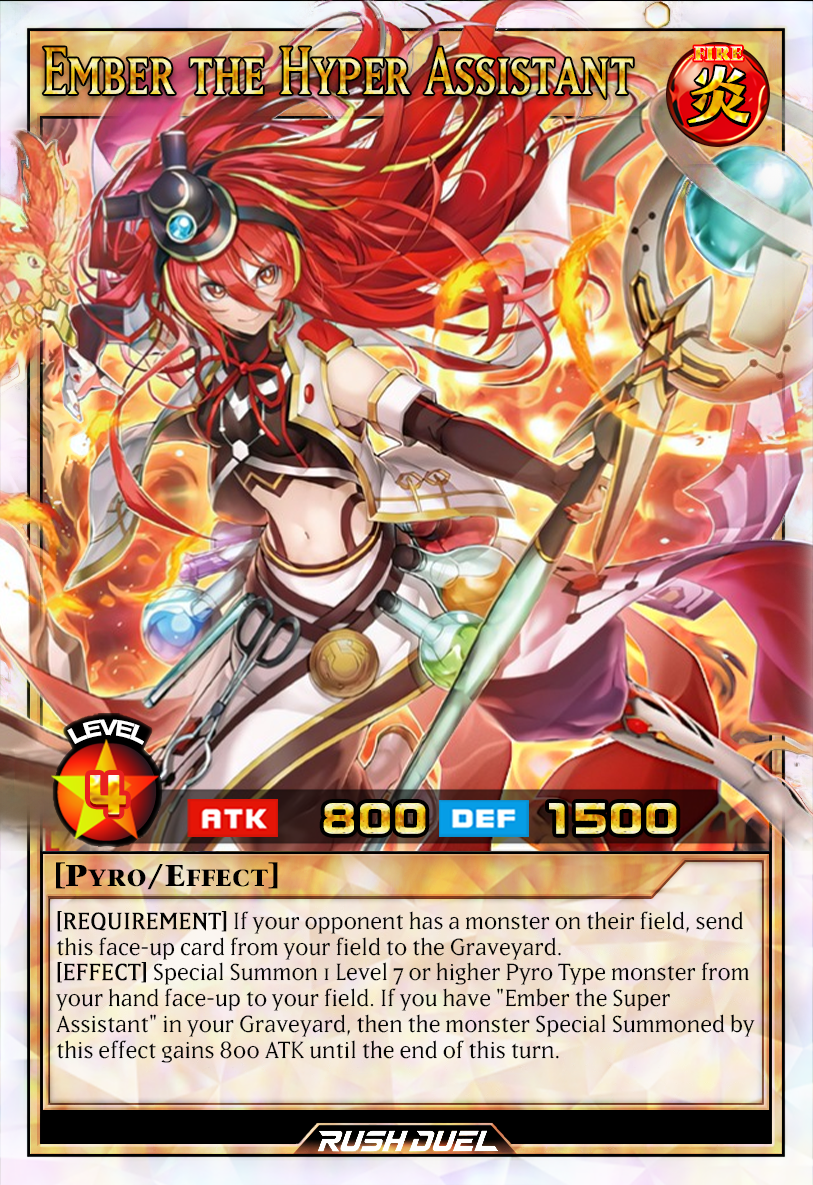 Ember the Hyper Assistant
FIRE
炎
LEVEL
4
ATK 800 DEF 1500
[Pyro/Effect]
[REQUIREMENT] If your opponent has a monster on their field, send
this face-up card from your field to the Graveyard.
[EFFECT] Special Summon 1 Level 7 or higher Pyro Type monster from
your hand face-up to your field. If you have "Ember the Super
Assistant" in your Graveyard, then the monster Special Summoned by
this effect gains 800 ATK until the end of this turn.
RUSH DUEL